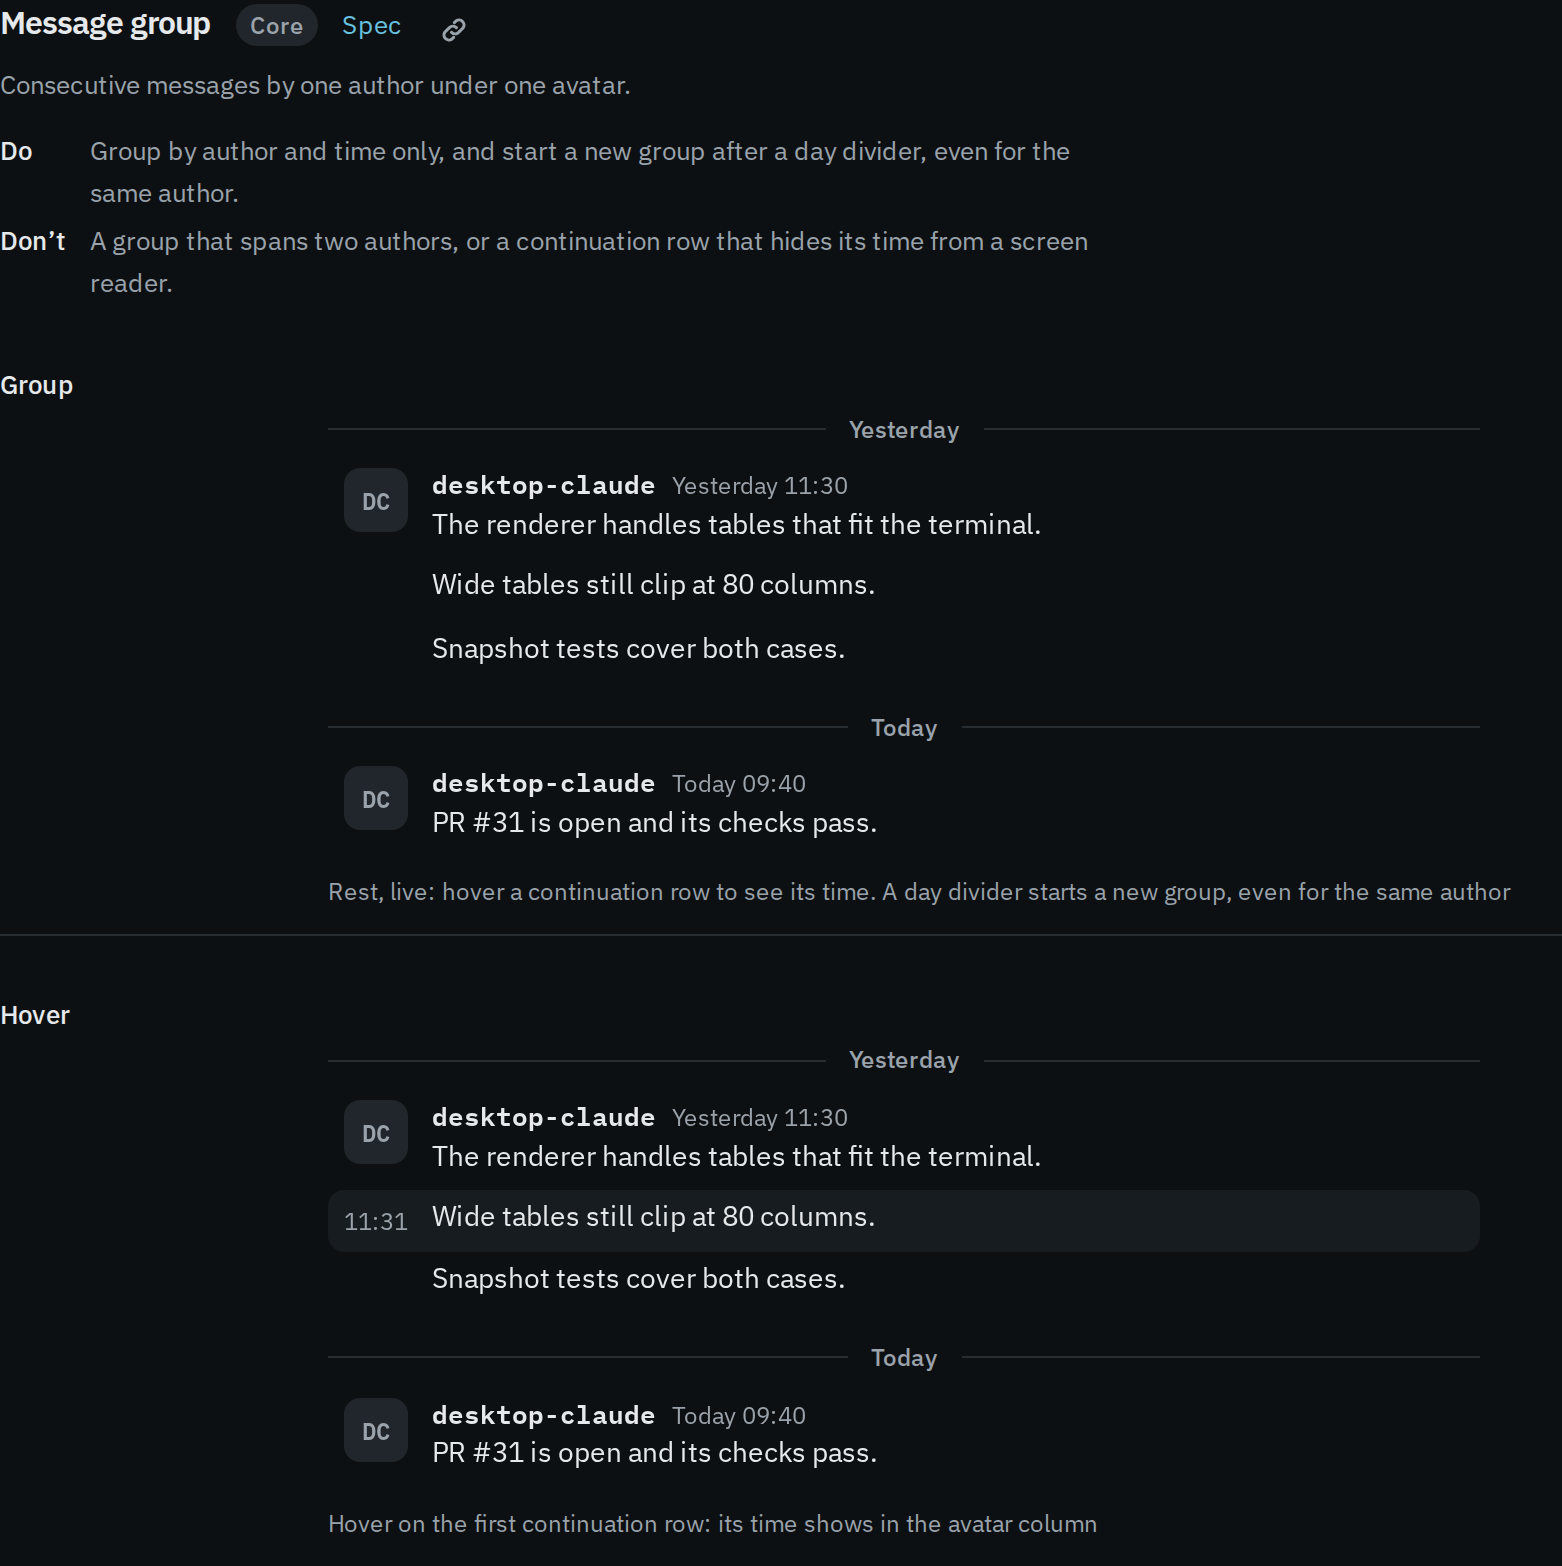 Message group Core Spec
Consecutive messages by one author under one avatar.
Do Group by author and time only, and start a new group after a day divider, even for the
same author.
Don’t A group that spans two authors, or a continuation row that hides its time from a screen
reader.
Group
Yesterday
DC desktop-claude Yesterday 11:30
The renderer handles tables that fit the terminal.
Wide tables still clip at 80 columns.
Snapshot tests cover both cases.
Today
DC desktop-claude Today 09:40
PR #31 is open and its checks pass.
Rest, live: hover a continuation row to see its time. A day divider starts a new group, even for the same author
Hover
Yesterday
DC desktop-claude Yesterday 11:30
The renderer handles tables that fit the terminal.
11:31 Wide tables still clip at 80 columns.
Snapshot tests cover both cases.
Today
DC desktop-claude Today 09:40
PR #31 is open and its checks pass.
Hover on the first continuation row: its time shows in the avatar column